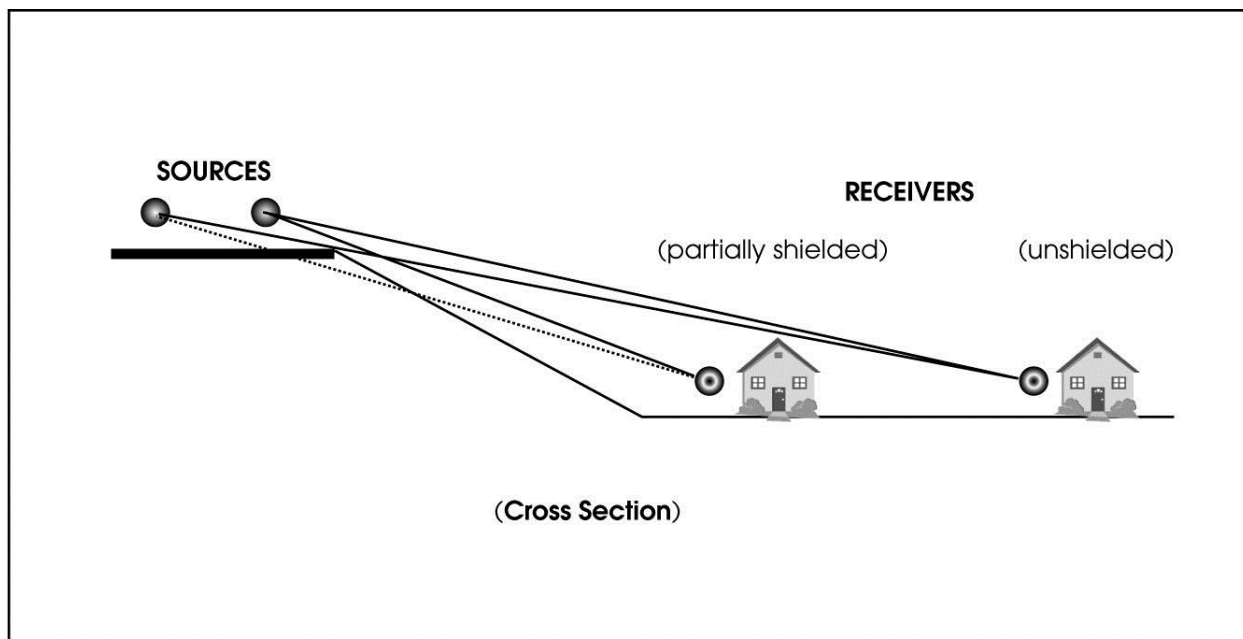 SOURCES
RECEIVERS
(partially shielded)
(unshielded)
(Cross Section)